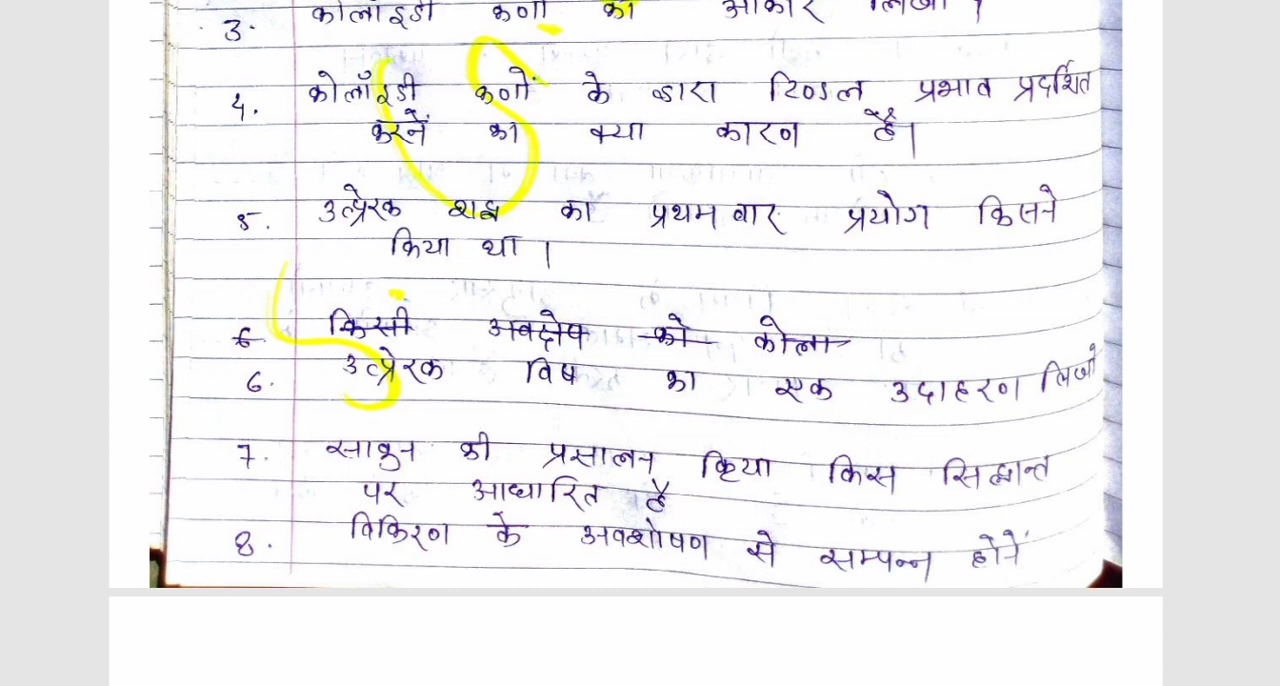 3. कोलॉइडी कणों का आकार लिखो ।
4. कोलॉइडी कणों के द्वारा टिण्डल प्रभाव प्रदर्शित
करनें का क्या कारण है।
5. उत्प्रेरक शब्द का प्रथम बार प्रयोग किसने
किया था ।
6 किसी अवक्षेप को कोला
6. उत्प्रेरक विष का एक उदाहरण लिखो
7. साबुन की प्रसालन क्रिया किस सिद्धान्त
पर आधारित है
8. विकिरण के अवशोषण से सम्पन्न होनें